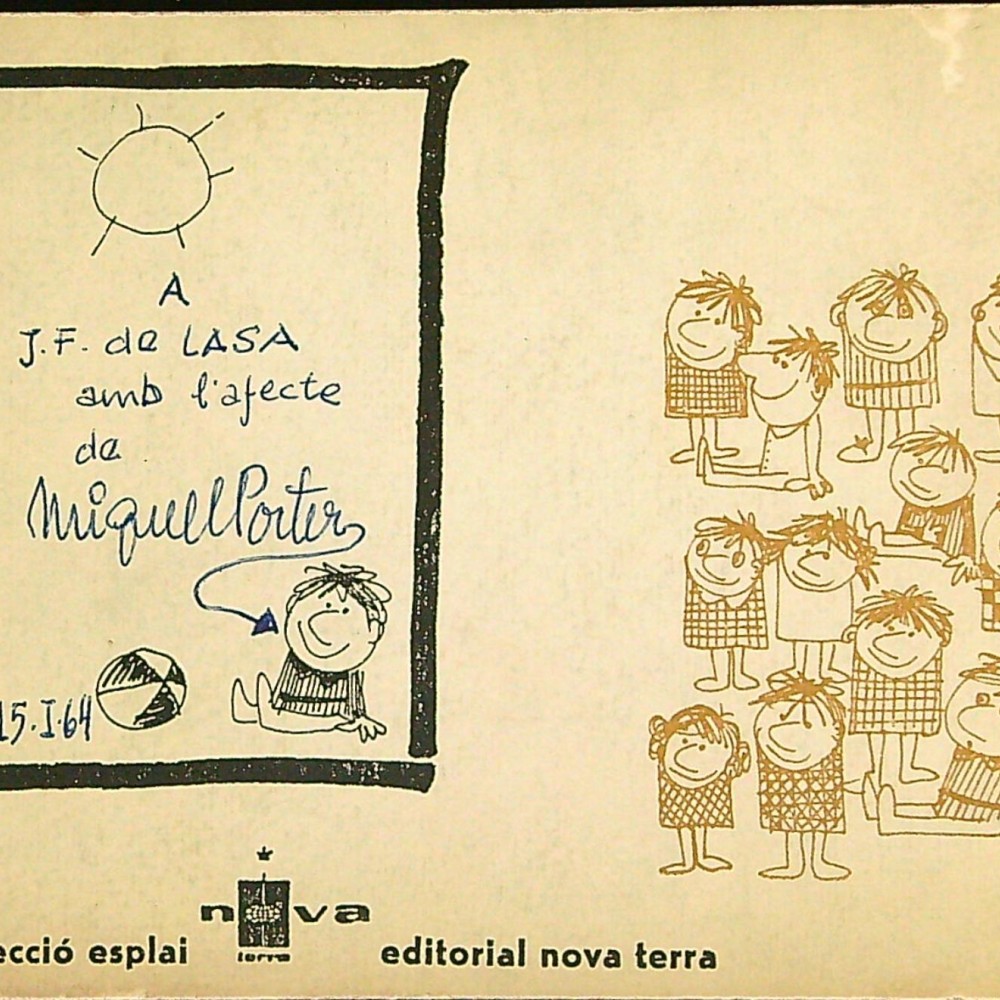 A
J.F. de LASA
amb l'afecte
de
Miquel Porter
15·I·64
nova
terra
ecció esplai
editorial nova terra